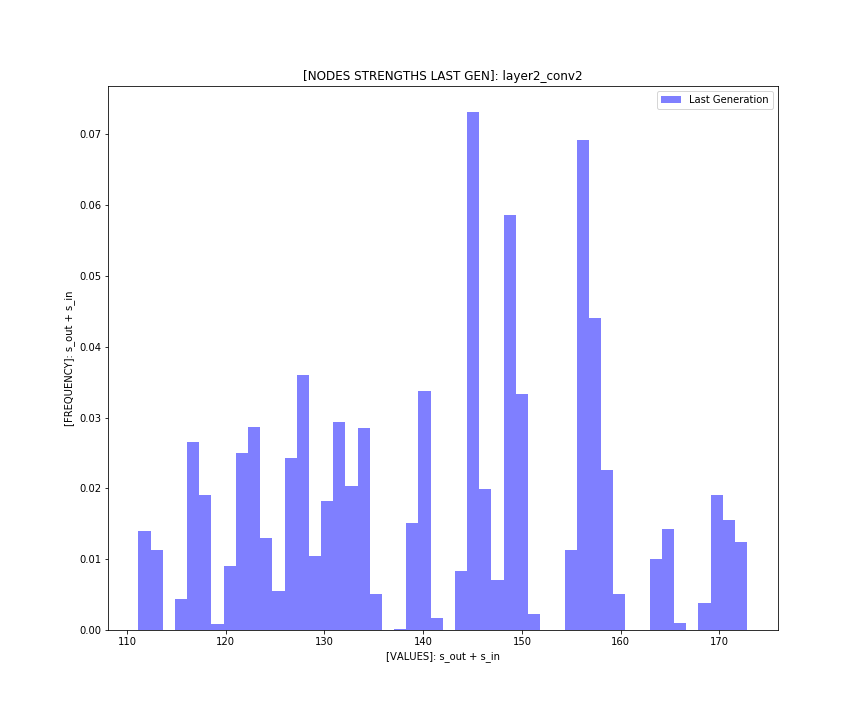 [NODES STRENGTHS LAST GEN]: layer2_conv2
Last Generation
0.07
0.06
0.05
0.04
0.03
0.02
0.01
0.00
[FREQUENCY]: s_out + s_in
110 120 130 140 150 160 170
[VALUES]: s_out + s_in